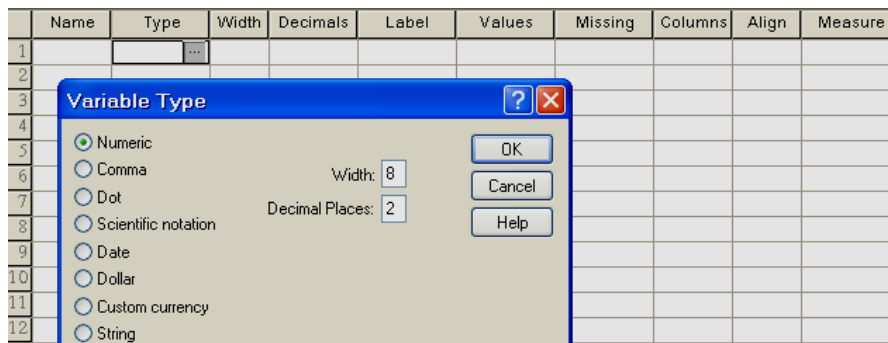 Name Type Width Decimals Label Values Missing Columns Align Measure
1 ...
2
3
4
5
6
7
8
9
10
11
12
Variable Type ? X
Numeric
Comma
Dot
Scientific notation
Date
Dollar
Custom currency
String
Width: 8
Decimal Places: 2
OK
Cancel
Help